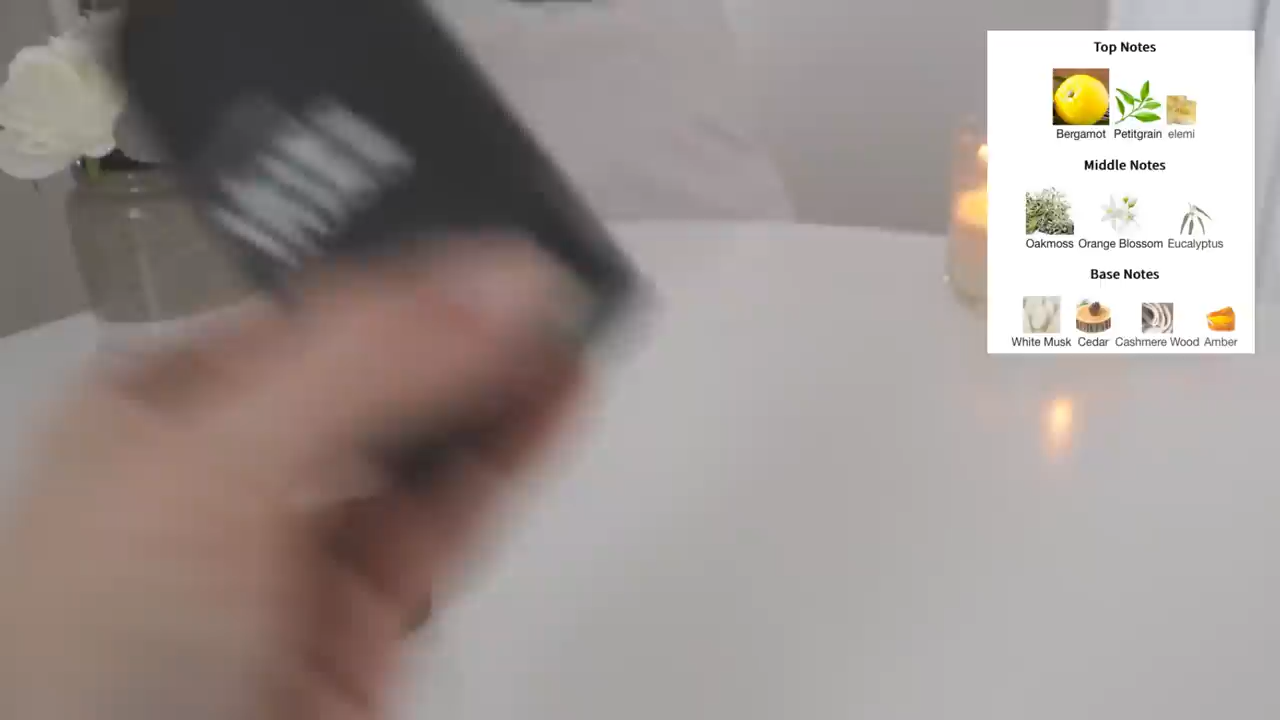 Top Notes
Bergamot Petitgrain elemi
Middle Notes
Oakmoss Orange Blossom Eucalyptus
Base Notes
White Musk Cedar Cashmere Wood Amber